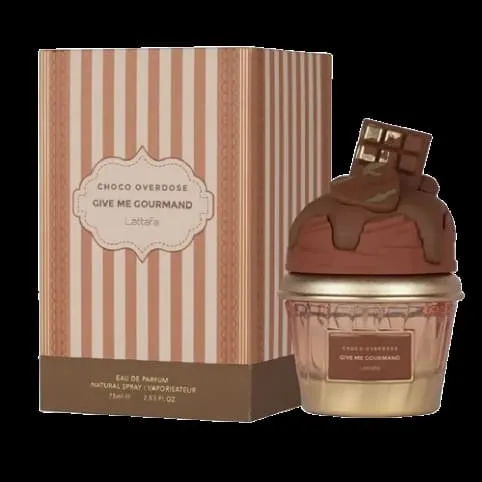 CHOCO OVERDOSE
GIVE ME GOURMAND
Lattafa
EAU DE PARFUM
NATURAL SPRAY | VAPORISATEUR
75ml ℮ 2.53 FL.OZ.
CHOCO OVERDOSE
GIVE ME GOURMAND
Lattafa